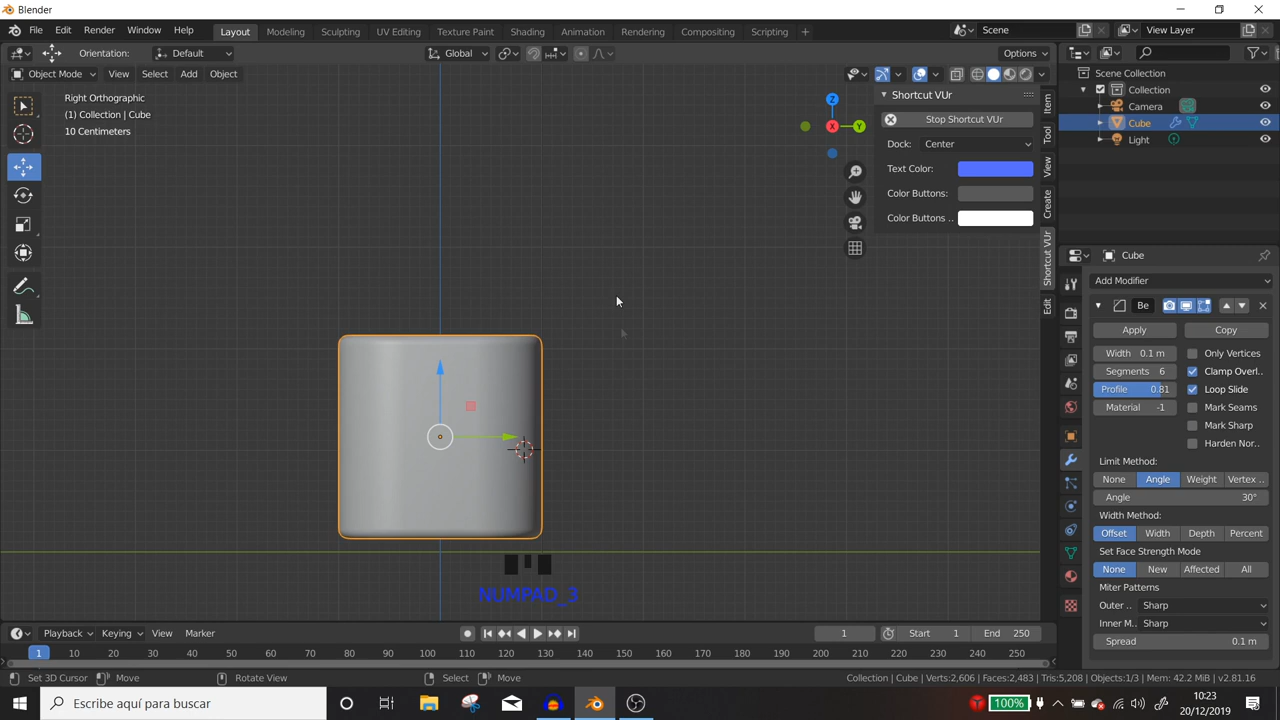 Blender
File Edit Render Window Help
Layout Modeling Sculpting UV Editing Texture Paint Shading Animation Rendering Compositing Scripting +
Scene
View Layer
Orientation: Default
Global
Options
Object Mode View Select Add Object
Right Orthographic
(1) Collection | Cube
10 Centimeters
Z
X
Y
Shortcut VUr
Stop Shortcut VUr
Dock: Center
Text Color:
Color Buttons:
Color Buttons ..
Item
Tool
View
Create
Shortcut VUr
Edit
Scene Collection
Collection
Camera
Cube
Light
Cube
Add Modifier
Be
Apply Copy
Width 0.1 m Only Vertices
Segments 6 Clamp Overl..
Profile 0.81 Loop Slide
Material -1 Mark Seams
Mark Sharp
Harden Nor..
Limit Method:
None Angle Weight Vertex ..
Angle 30°
Width Method:
Offset Width Depth Percent
Set Face Strength Mode
None New Affected All
Miter Patterns
Outer .. Sharp
Inner M.. Sharp
Spread 0.1 m
NUMPAD_3
Playback Keying View Marker
1 Start 1 End 250
1 10 20 30 40 50 60 70 80 90 100 110 120 130 140 150 160 170 180 190 200 210 220 230 240 250
Set 3D Cursor Move Rotate View Select Move
Collection | Cube | Verts:2,606 | Faces:2,483 | Tris:5,208 | Objects:1/3 | Mem: 42.2 MiB | v2.81.16
Escribe aquí para buscar
100%
10:23
20/12/2019